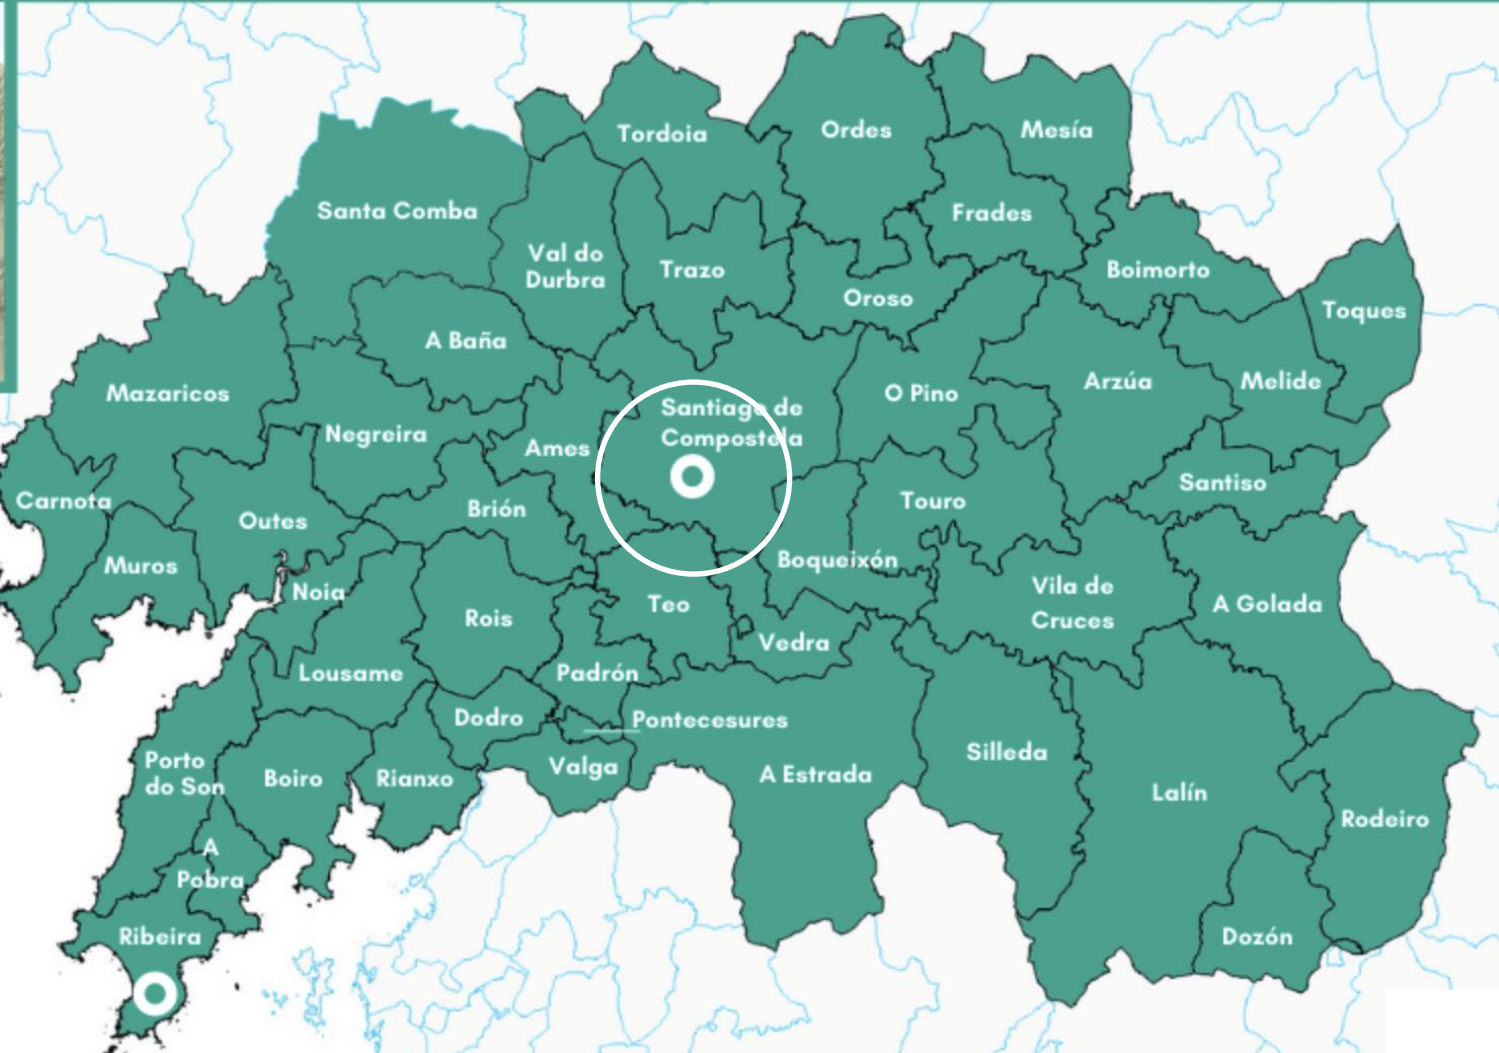 Tordoia
Ordes
Mesía
Santa Comba
Frades
Val do
Durbra
Trazo
Boimorto
Oroso
Toques
A Baña
Mazaricos
Arzúa
Melide
O Pino
Santiago de
Compostela
Negreira
Ames
Santiso
Carnota
Outes
Brión
Touro
Muros
Boqueixón
Noia
Vila de
Cruces
Teo
A Golada
Rois
Vedra
Lousame
Padrón
Dodro
Pontecesures
Silleda
Porto
do Son
Boiro
Rianxo
Valga
A Estrada
Lalín
Rodeiro
A
Pobra
Ribeira
Dozón